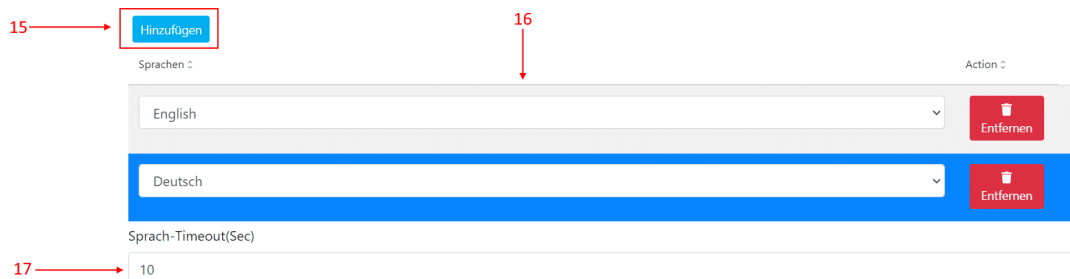 15
Hinzufügen
16
Sprachen
Action
English
Entfernen
Deutsch
Entfernen
Sprach-Timeout(Sec)
17
10